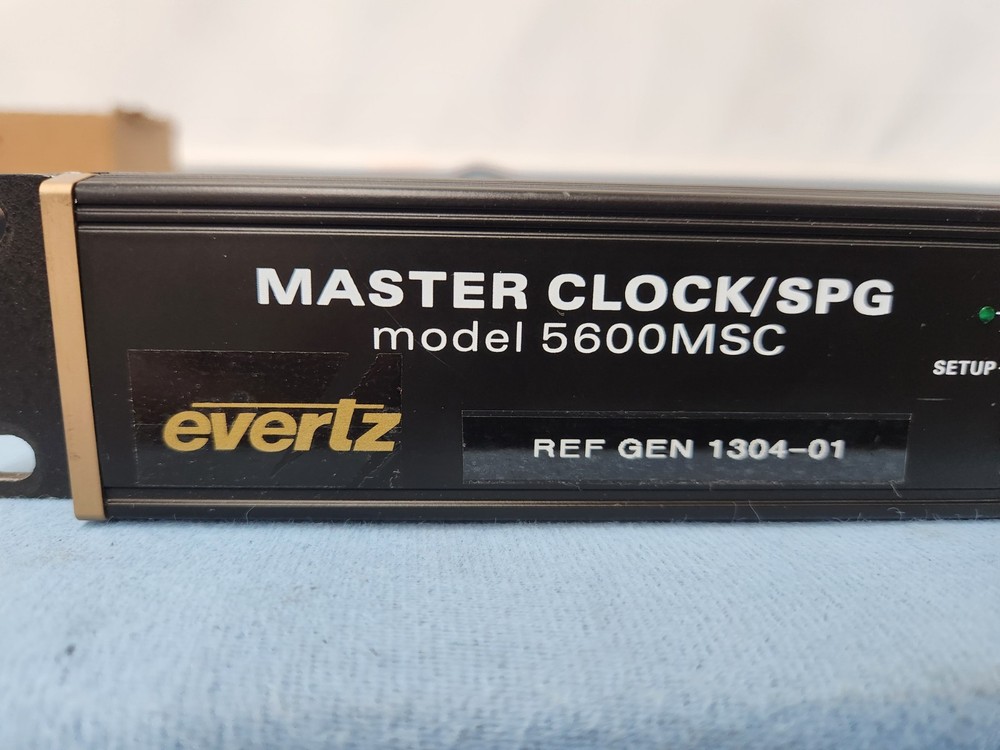 MASTER CLOCK/SPG
model 5600MSC
SETUP
evertz
REF GEN 1304-01